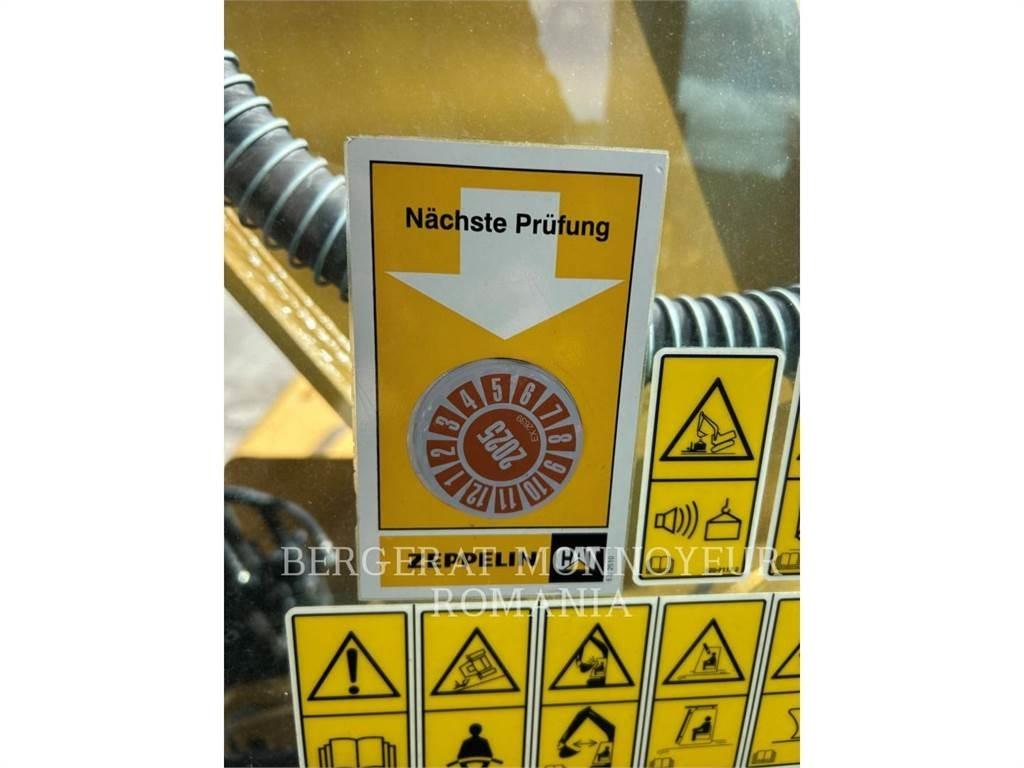 Nächste Prüfung
1 2 3 4 5 6 7 8 9 10 11 12
2025
ZEPPELIN CAT
BERGERAT MONNOYEUR
ROMANIA